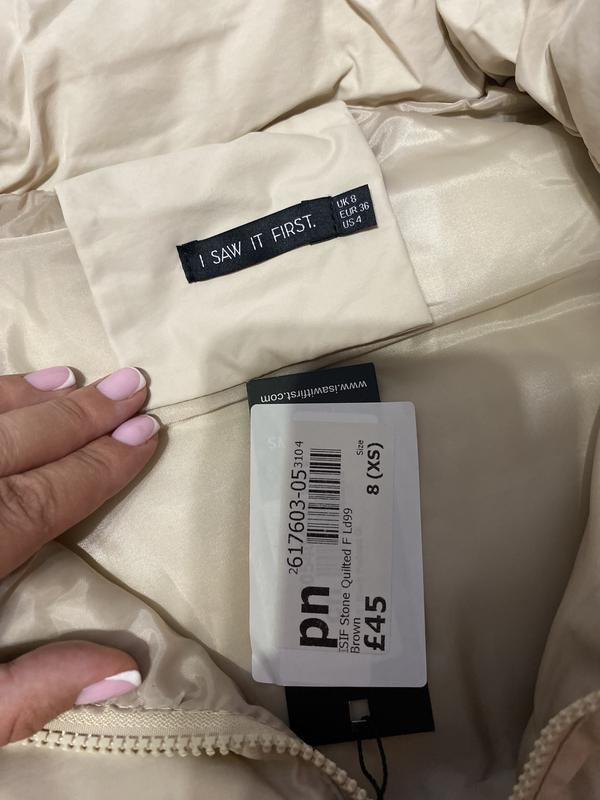 I SAW IT FIRST.
UK 8
EUR 36
US 4
www.isawitfirst.com
2617603-053104
Size
8 (XS)
pn
ISIF Stone Quilted F Ld99
Brown
£45